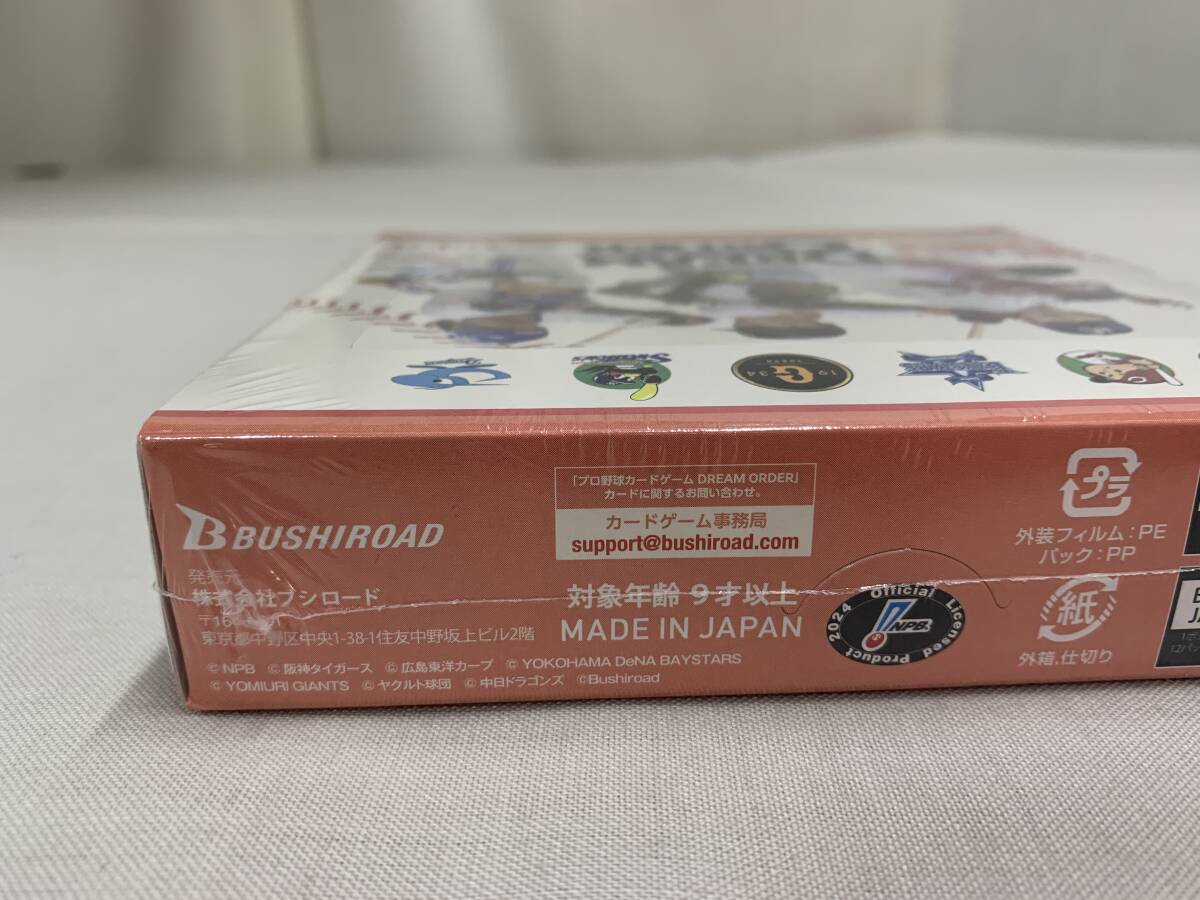 19 G 34
BUSHIROAD
発売元
株式会社ブシロード
東京都中野区中央1-38-1住友中野坂上ビル2階
© NPB © 阪神タイガース © 広島東洋カープ © YOKOHAMA DeNA BAYSTARS
© YOMIURI GIANTS © ヤクルト球団 © 中日ドラゴンズ ©Bushiroad
「プロ野球カードゲーム DREAM ORDER」
カードに関するお問い合わせ。
カードゲーム事務局
support@bushiroad.com
対象年齢 9才以上
MADE IN JAPAN
2024 Official Licensed Product
NPB
プラ
外装フィルム:PE
パック:PP
紙
外箱,仕切り